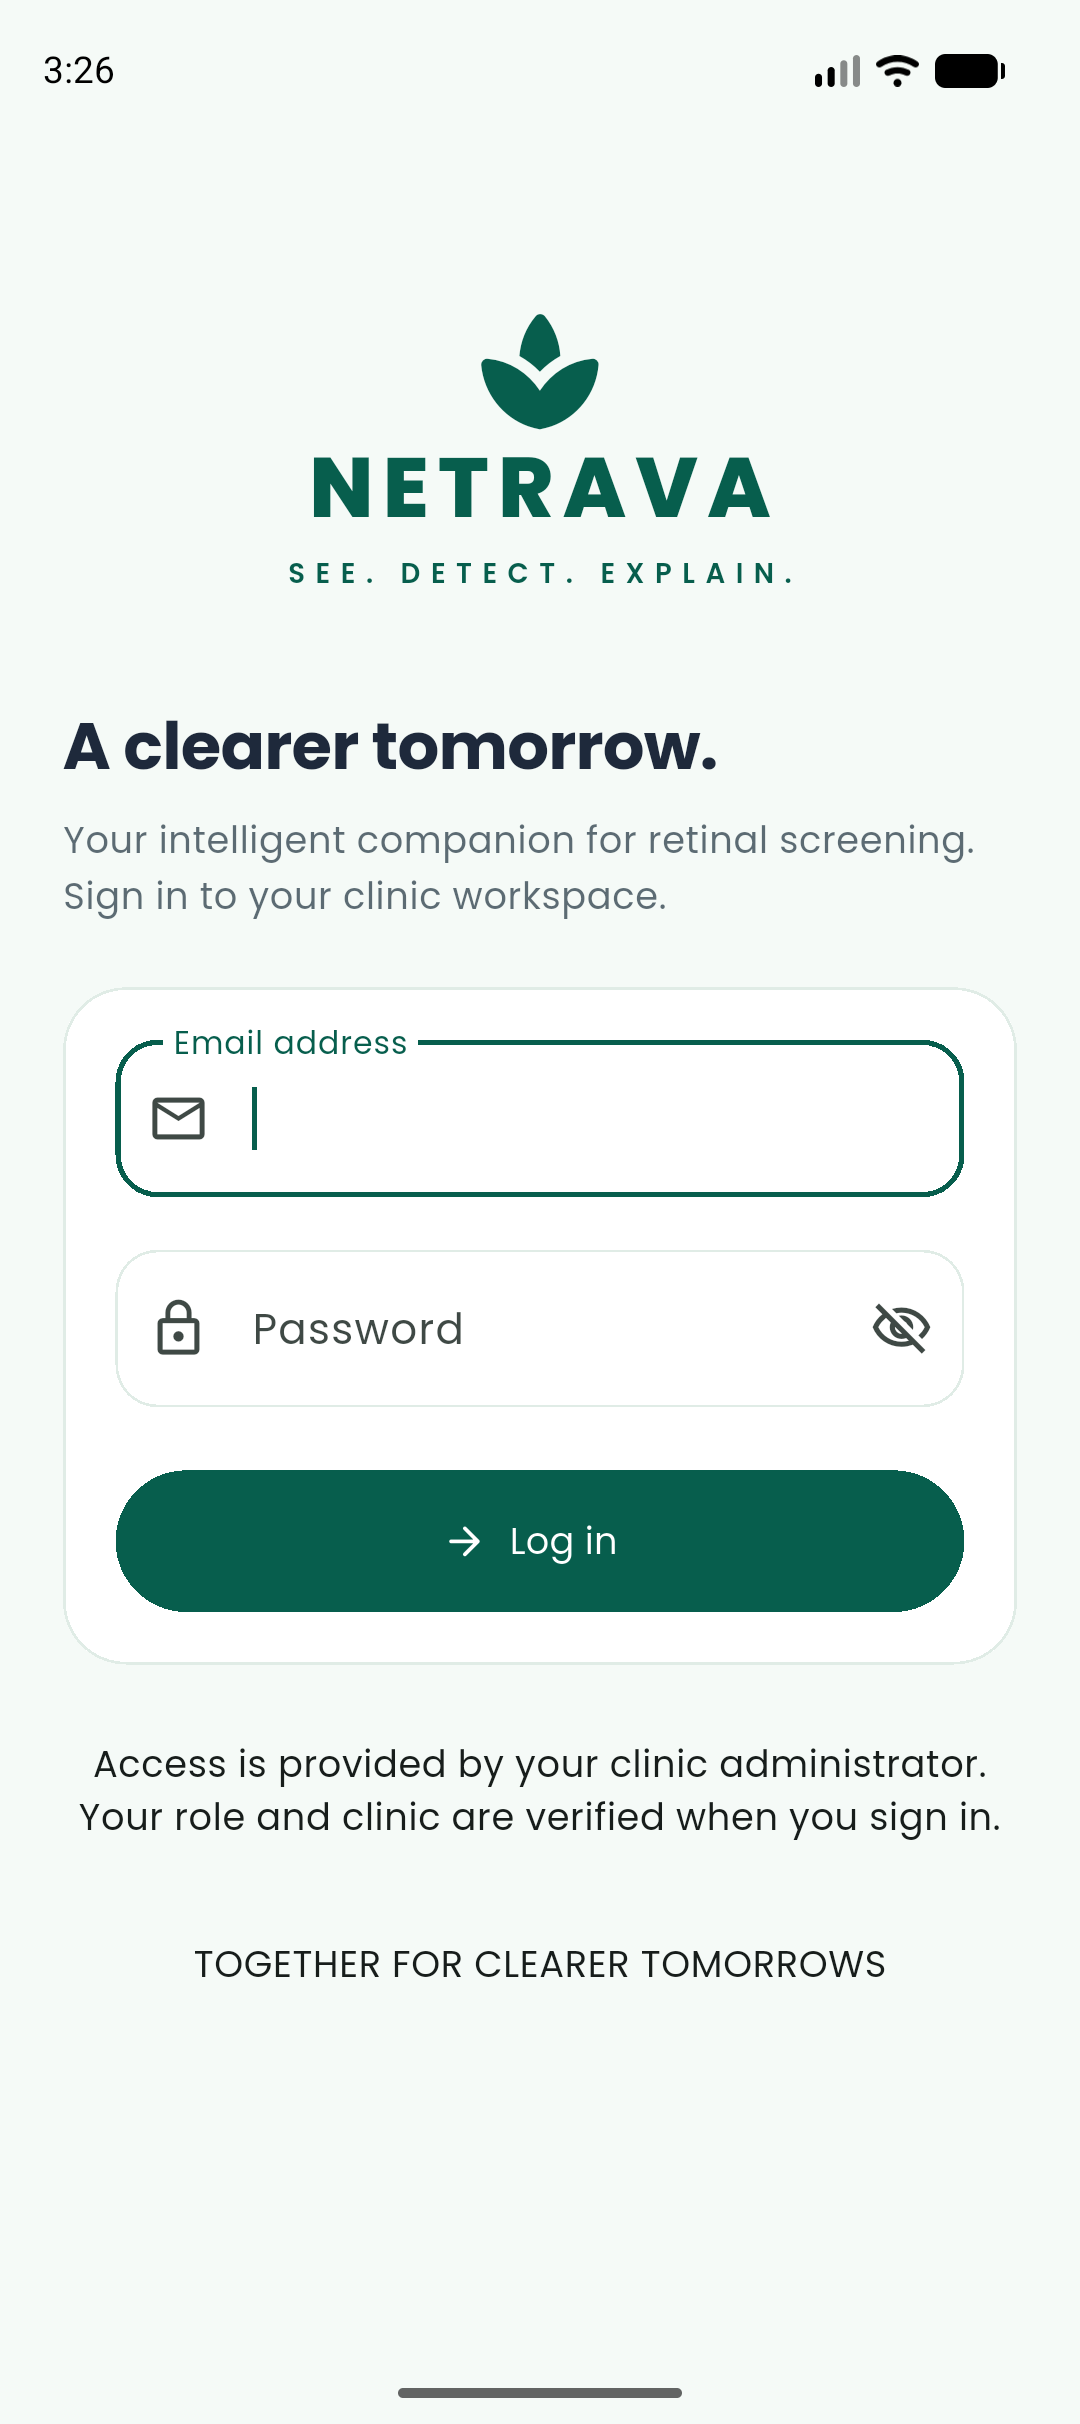 3:26
NETRAVA
SEE. DETECT. EXPLAIN.
A clearer tomorrow.
Your intelligent companion for retinal screening.
Sign in to your clinic workspace.
Email address
Password
Log in
Access is provided by your clinic administrator.
Your role and clinic are verified when you sign in.
TOGETHER FOR CLEARER TOMORROWS